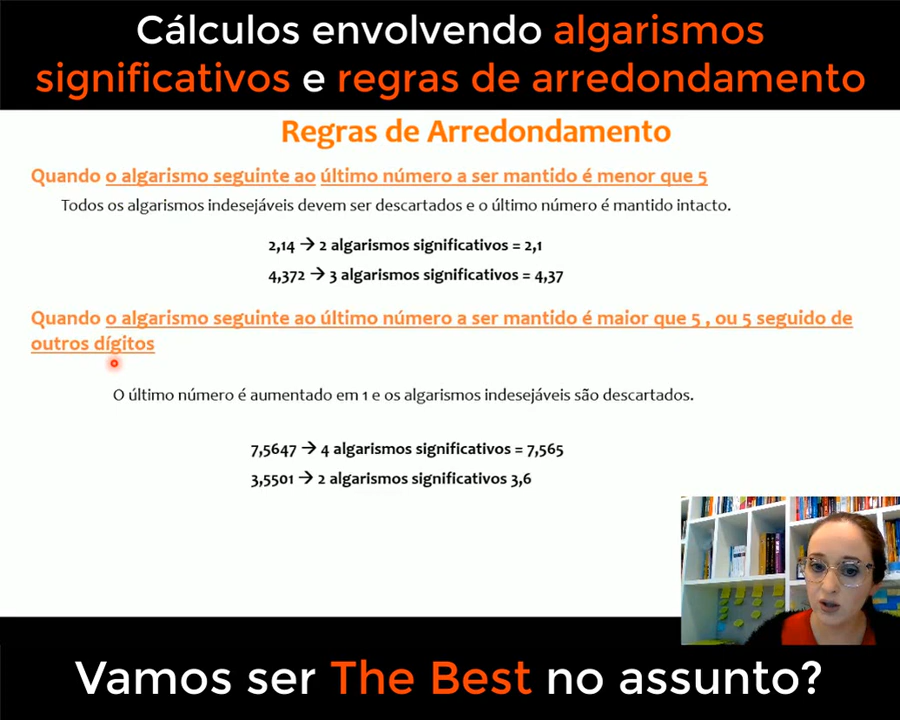 Cálculos envolvendo algarismos
significativos e regras de arredondamento
Regras de Arredondamento
Quando o algarismo seguinte ao último número a ser mantido é menor que 5
Todos os algarismos indesejáveis devem ser descartados e o último número é mantido intacto.
2,14 → 2 algarismos significativos = 2,1
4,372 → 3 algarismos significativos = 4,37
Quando o algarismo seguinte ao último número a ser mantido é maior que 5 , ou 5 seguido de
outros dígitos
O último número é aumentado em 1 e os algarismos indesejáveis são descartados.
7,5647 → 4 algarismos significativos = 7,565
3,5501 → 2 algarismos significativos 3,6
Vamos ser The Best no assunto?